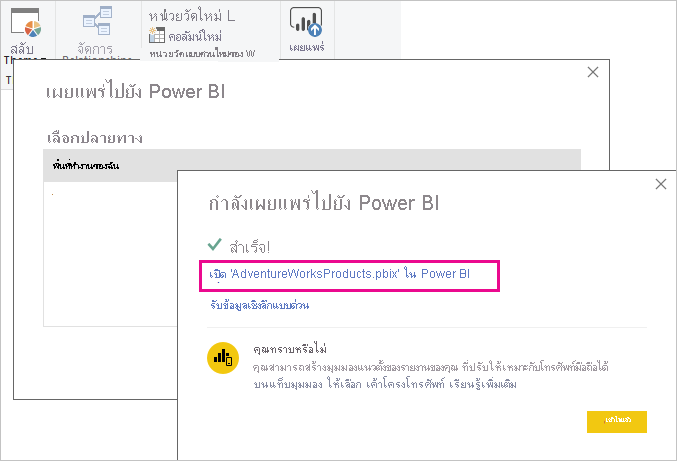 สลับ
Theme
จัดการ
Relationships
หน่วยวัดใหม่ L
คอลัมน์ใหม่
หน่วยวัดแบบด่วนใหม่ของ W
เผยแพร่
T
เผยแพร่ไปยัง Power BI
เลือกปลายทาง
พื้นที่ทำงานของฉัน
กำลังเผยแพร่ไปยัง Power BI
สำเร็จ!
เปิด 'AdventureWorksProducts.pbix' ใน Power BI
รับข้อมูลเชิงลึกแบบด่วน
คุณทราบหรือไม่
คุณสามารถสร้างมุมมองแนวตั้งของรายงานของคุณ ที่ปรับให้เหมาะกับโทรศัพท์มือถือได้
บนแท็บมุมมอง ให้เลือก เค้าโครงโทรศัพท์ เรียนรู้เพิ่มเติม